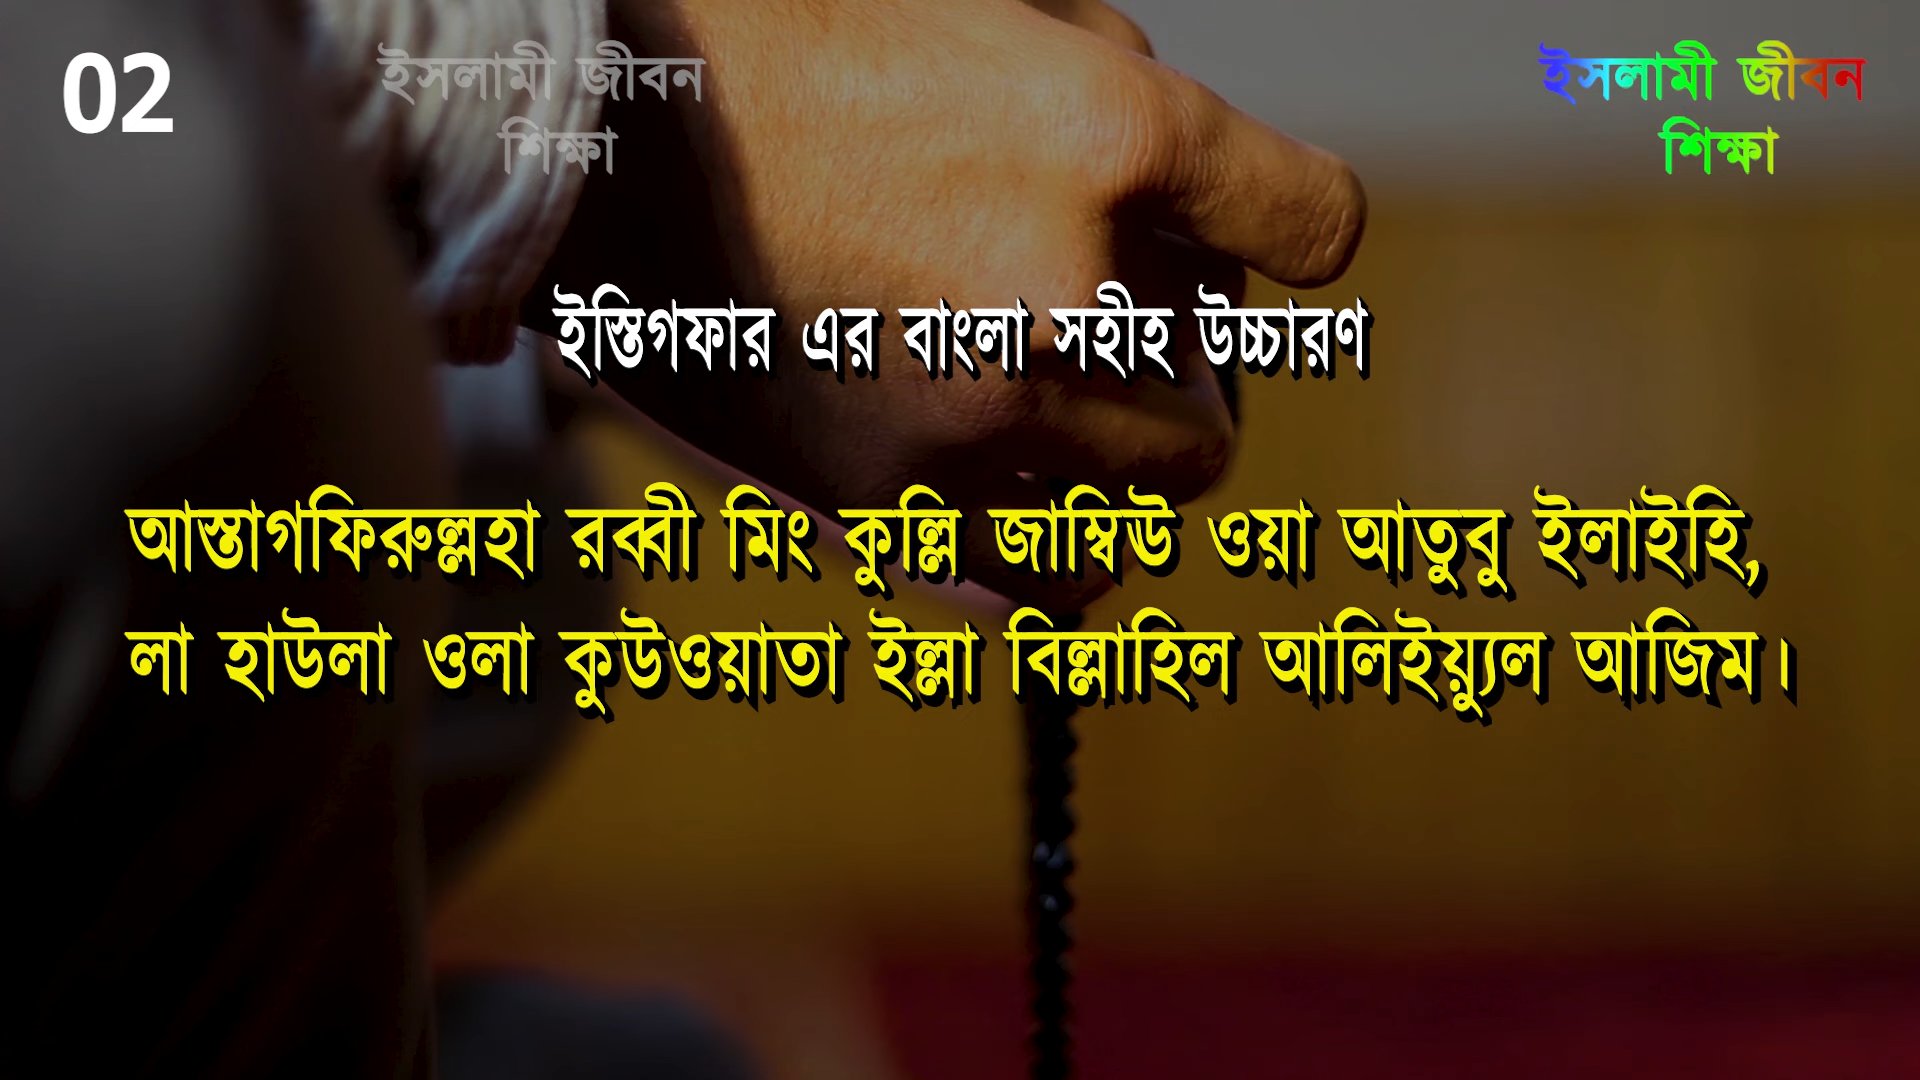 02
ইসলামী জীবন
শিক্ষা
ইসলামী জীবন
শিক্ষা
ইস্তিগফার এর বাংলা সহীহ উচ্চারণ
আস্তাগফিরুল্লহা রব্বী মিং কুল্লি জাম্বিঊ ওয়া আতুবু ইলাইহি,
লা হাউলা ওলা কুউওয়াতা ইল্লা বিল্লাহিল আলিইয়্যুল আজিম।